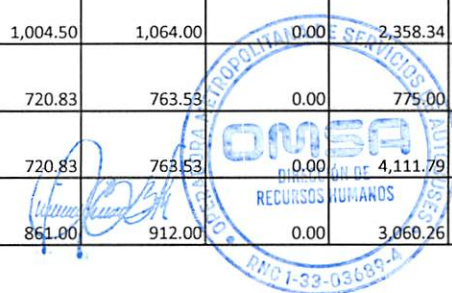 1,004.50 1,064.00 0.00 2,358.34
720.83 763.53 0.00 775.00
720.83 763.53 0.00 4,111.79
861.00 912.00 0.00 3,060.26
OPERADORA METROPOLITANA DE SERVICIOS DE AUTOBUSES
OMSA
DIRECCIÓN DE
RECURSOS HUMANOS
RNC 1-33-03689-4